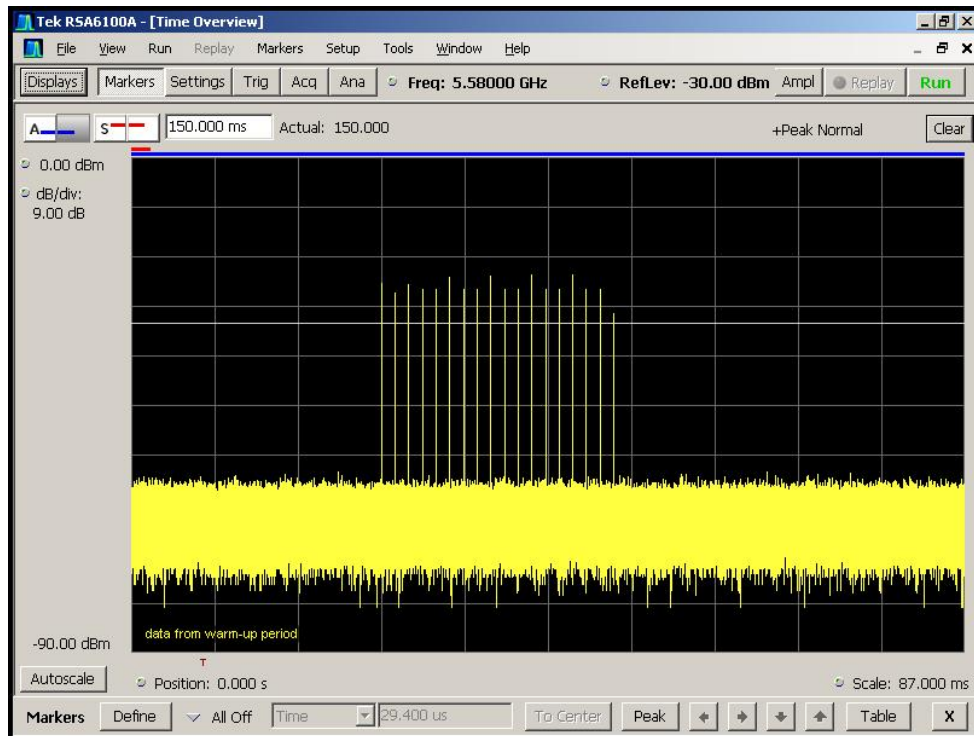 Tek RSA6100A - [Time Overview]
File View Run Replay Markers Setup Tools Window Help
Displays Markers Settings Trig Acq Ana Freq: 5.58000 GHz RefLev: -30.00 dBm Ampl Replay Run
A S 150.000 ms Actual: 150.000 +Peak Normal Clear
0.00 dBm
dB/div:
9.00 dB
-90.00 dBm
data from warm-up period
T
Autoscale Position: 0.000 s Scale: 87.000 ms
Markers Define All Off Time 29.400 us To Center Peak Table X